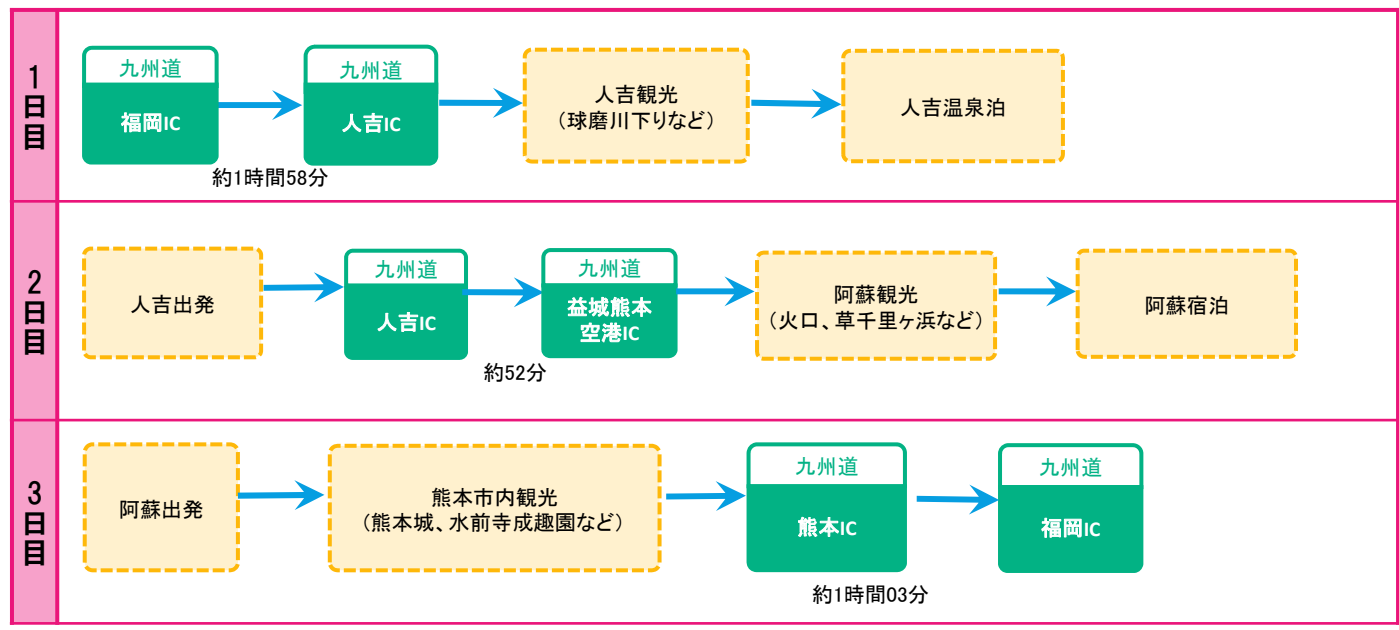 1日目
九州道
福岡IC
九州道
人吉IC
約1時間58分
人吉観光
(球磨川下りなど)
人吉温泉泊
2日目
人吉出発
九州道
人吉IC
九州道
益城熊本
空港IC
約52分
阿蘇観光
(火口、草千里ヶ浜など)
阿蘇宿泊
3日目
阿蘇出発
熊本市内観光
(熊本城、水前寺成趣園など)
九州道
熊本IC
九州道
福岡IC
約1時間03分